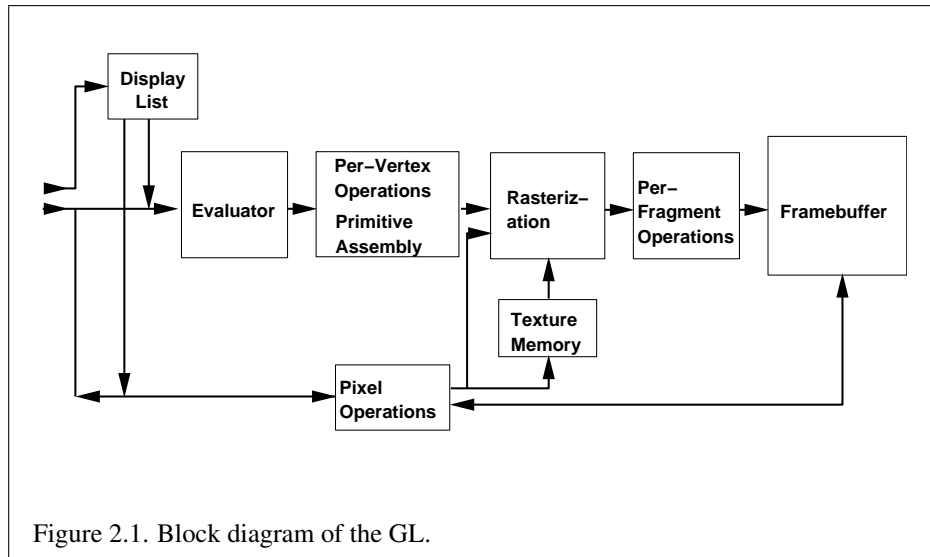 Display
List
Evaluator
Per−Vertex
Operations
Primitive
Assembly
Rasteriz−
ation
Per−
Fragment
Operations
Framebuffer
Texture
Memory
Pixel
Operations
Figure 2.1. Block diagram of the GL.